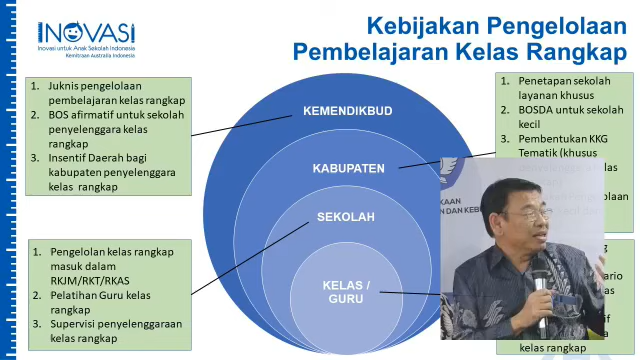 INOVASI
Inovasi untuk Anak Sekolah Indonesia
Kemitraan Australia Indonesia
Kebijakan Pengelolaan
Pembelajaran Kelas Rangkap
1. Juknis pengelolaan
pembelajaran kelas rangkap
2. BOS afirmatif untuk sekolah
penyelenggara kelas
rangkap
3. Insentif Daerah bagi
kabupaten penyelenggara
kelas rangkap
KEMENDIKBUD
KABUPATEN
SEKOLAH
KELAS /
GURU
1. Penetapan sekolah
layanan khusus
2. BOSDA untuk sekolah
kecil
3. Pembentukan KKG
Tematik (khusus
1. Pengelolan kelas rangkap
masuk dalam
RKJM/RKT/RKAS
2. Pelatihan Guru kelas
rangkap
3. Supervisi penyelenggaraan
kelas rangkap
kelas rangkap